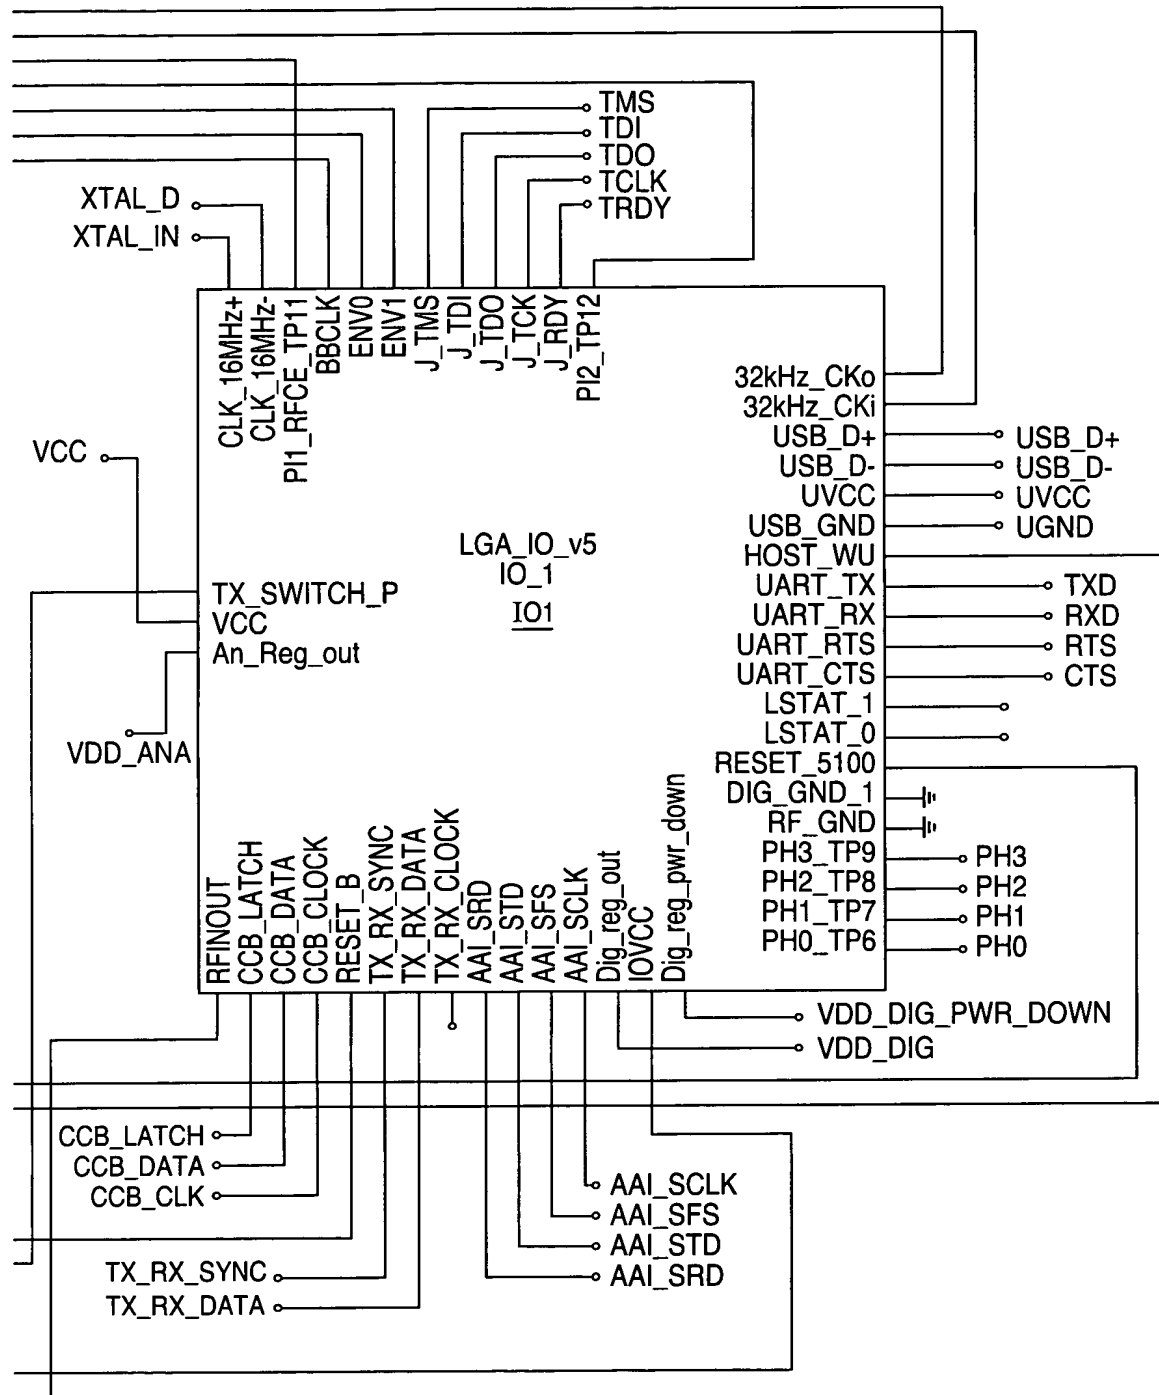 TMS
TDI
TDO
TCLK
TRDY
XTAL_D
XTAL_IN
CLK_16MHz+
CLK_16MHz-
PI1_RFCE_TP11
BBCLK
ENV0
ENV1
J_TMS
J_TDI
J_TDO
J_TCK
J_RDY
PI2_TP12
32kHz_CKo
32kHz_CKi
USB_D+ USB_D+
USB_D- USB_D-
UVCC UVCC
USB_GND UGND
HOST_WU
UART_TX TXD
UART_RX RXD
UART_RTS RTS
UART_CTS CTS
LSTAT_1
LSTAT_0
RESET_5100
DIG_GND_1
RF_GND
PH3_TP9 PH3
PH2_TP8 PH2
PH1_TP7 PH1
PH0_TP6 PH0
VCC
LGA_IO_v5
IO_1
IO1
TX_SWITCH_P
VCC
An_Reg_out
VDD_ANA
RFINOUT
CCB_LATCH
CCB_DATA
CCB_CLOCK
RESET_B
TX_RX_SYNC
TX_RX_DATA
TX_RX_CLOCK
AAI_SRD
AAI_STD
AAI_SFS
AAI_SCLK
Dig_reg_out
IOVCC
Dig_reg_pwr_down
VDD_DIG_PWR_DOWN
VDD_DIG
CCB_LATCH
CCB_DATA
CCB_CLK
AAI_SCLK
AAI_SFS
AAI_STD
AAI_SRD
TX_RX_SYNC
TX_RX_DATA